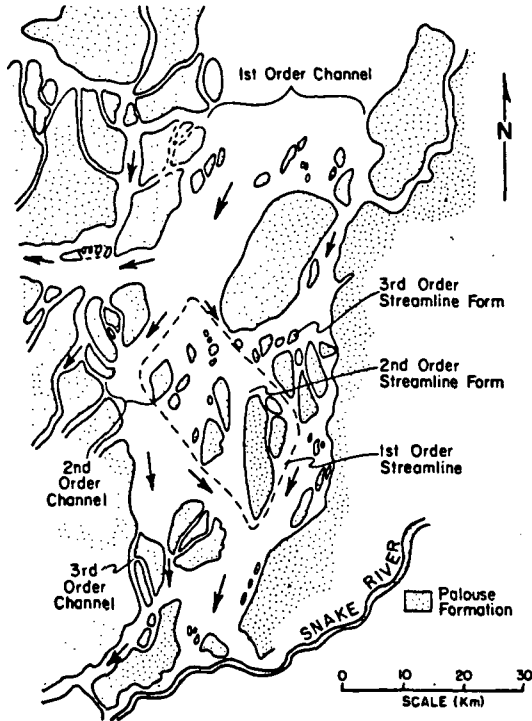 1st Order Channel
N
3rd Order
Streamline Form
2nd Order
Streamline Form
1st Order
Streamline
2nd
Order
Channel
3rd
Order
Channel
SNAKE RIVER
Palouse
Formation
0 10 20 30
SCALE (Km)